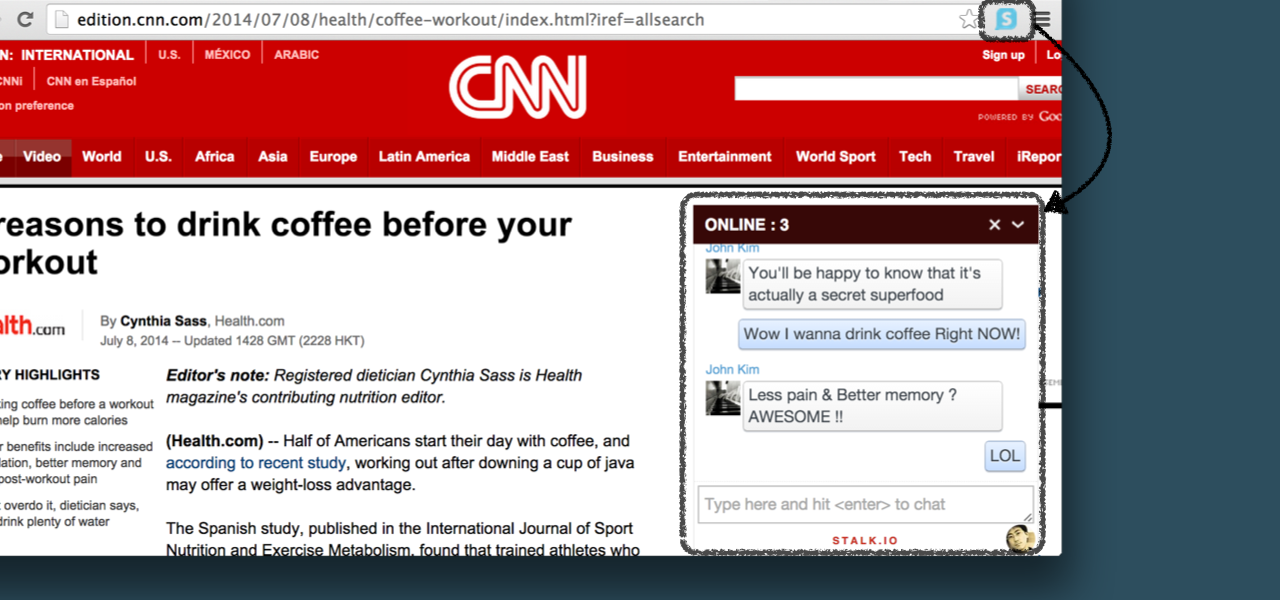 edition.cnn.com/2014/07/08/health/coffee-workout/index.html?iref=allsearch
S
N: INTERNATIONAL U.S. MÉXICO ARABIC
CNNi CNN en Español
on preference
CNN
Sign up Lo
SEARC
POWERED BY Goo
e Video World U.S. Africa Asia Europe Latin America Middle East Business Entertainment World Sport Tech Travel iRepor
reasons to drink coffee before your
orkout
alth.com
By Cynthia Sass, Health.com
July 8, 2014 -- Updated 1428 GMT (2228 HKT)
RY HIGHLIGHTS
king coffee before a workout
help burn more calories
r benefits include increased
lation, better memory and
post-workout pain
t overdo it, dietician says,
drink plenty of water
Editor's note: Registered dietician Cynthia Sass is Health
magazine's contributing nutrition editor.
(Health.com) -- Half of Americans start their day with coffee, and
according to recent study, working out after downing a cup of java
may offer a weight-loss advantage.
The Spanish study, published in the International Journal of Sport
Nutrition and Exercise Metabolism, found that trained athletes who
ONLINE : 3
John Kim
You'll be happy to know that it's
actually a secret superfood
Wow I wanna drink coffee Right NOW!
John Kim
Less pain & Better memory ?
AWESOME !!
LOL
Type here and hit <enter> to chat
STALK.IO